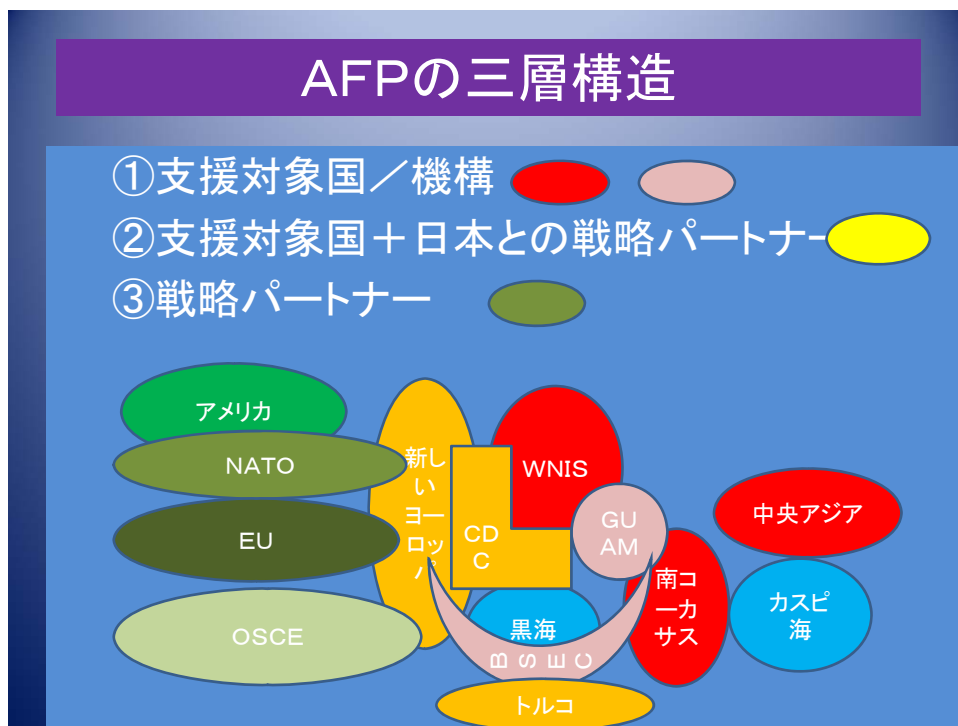 AFPの三層構造
①支援対象国／機構
②支援対象国＋日本との戦略パートナー
③戦略パートナー
アメリカ
NATO
EU
OSCE
新し
い
ヨー
ロッ
パ
CD
C
WNIS
GU
AM
黒海
BSEC
トルコ
南コ
ーカ
サス
中央アジア
カスピ
海